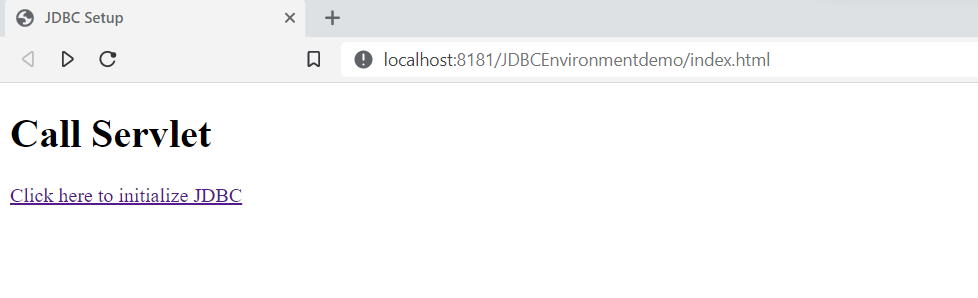 JDBC Setup
localhost:8181/JDBCEnvironmentdemo/index.html
Call Servlet
Click here to initialize JDBC